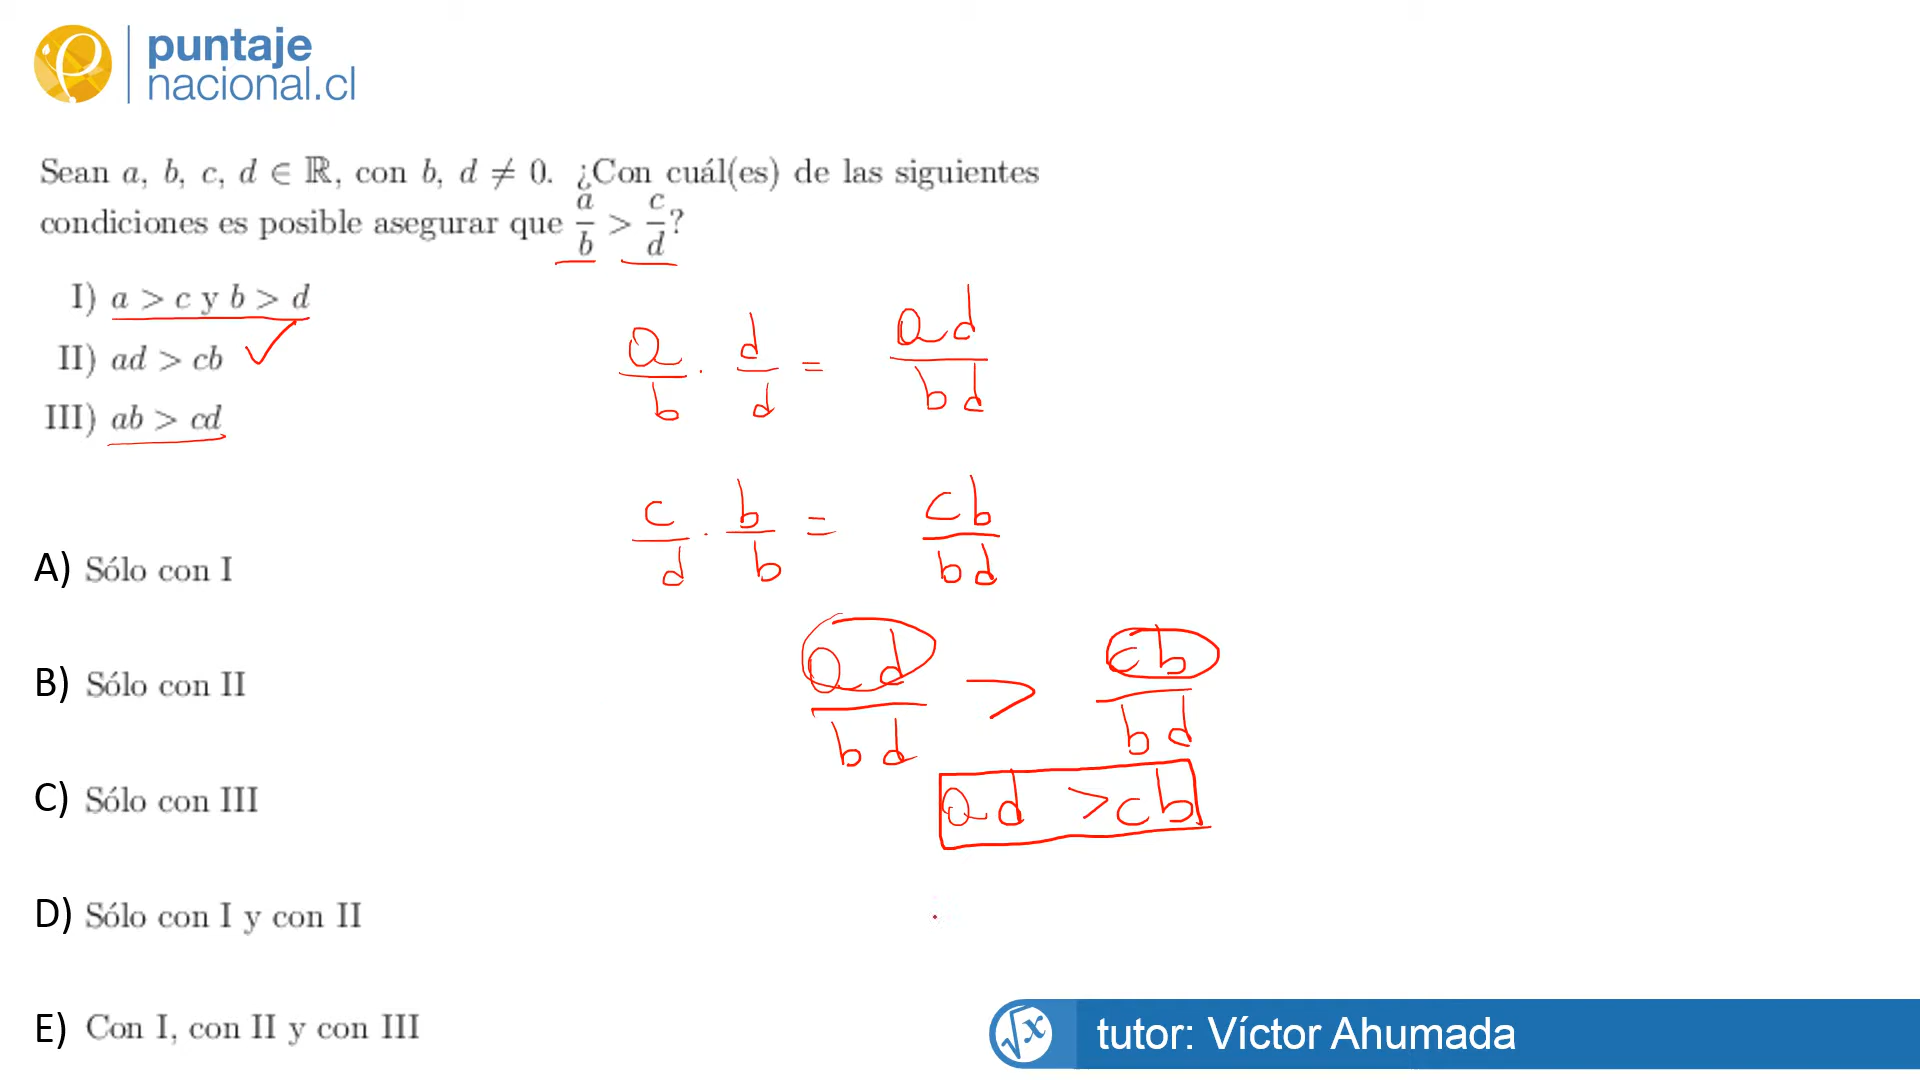 puntaje
nacional.cl
Sean a, b, c, d ∈ ℝ, con b, d ≠ 0. ¿Con cuál(es) de las siguientes
condiciones es posible asegurar que a/b > c/d?
I) a > c y b > d
II) ad > cb ✓
III) ab > cd
a/b · d/d = ad/bd
c/d · b/b = cb/bd
ad/bd > cb/bd
ad > cb
A) Sólo con I
B) Sólo con II
C) Sólo con III
D) Sólo con I y con II
E) Con I, con II y con III
√x tutor: Víctor Ahumada